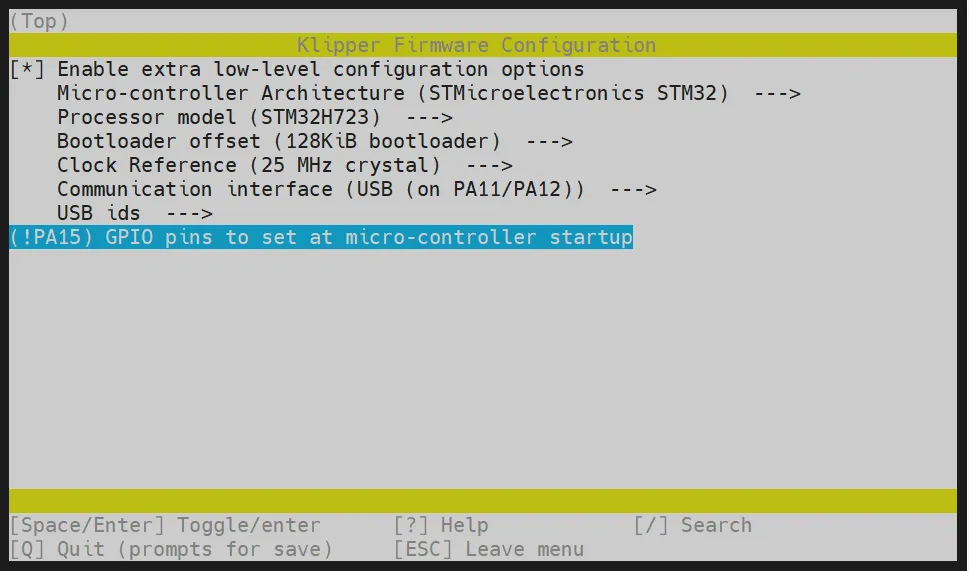 (Top)
Klipper Firmware Configuration
[*] Enable extra low-level configuration options
Micro-controller Architecture (STMicroelectronics STM32)  --->
Processor model (STM32H723)  --->
Bootloader offset (128KiB bootloader)  --->
Clock Reference (25 MHz crystal)  --->
Communication interface (USB (on PA11/PA12))  --->
USB ids  --->
(!PA15) GPIO pins to set at micro-controller startup
[Space/Enter] Toggle/enter [?] Help [/] Search
[Q] Quit (prompts for save) [ESC] Leave menu